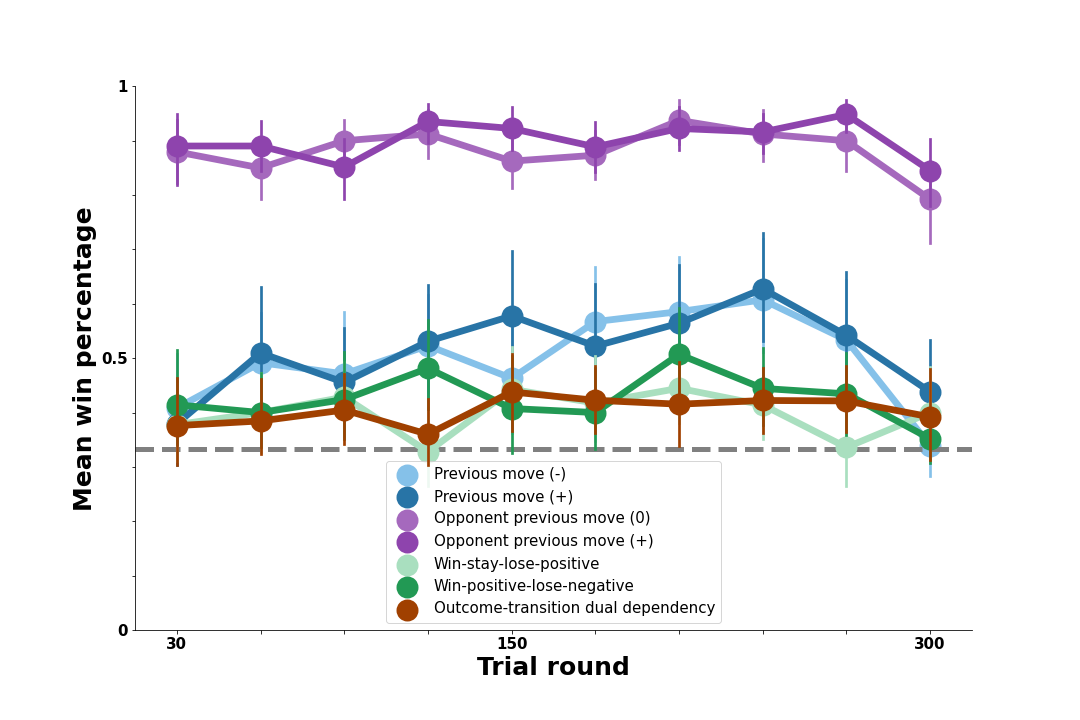 1
0.5
0
Mean win percentage
Previous move (-)
Previous move (+)
Opponent previous move (0)
Opponent previous move (+)
Win-stay-lose-positive
Win-positive-lose-negative
Outcome-transition dual dependency
30
150
300
Trial round